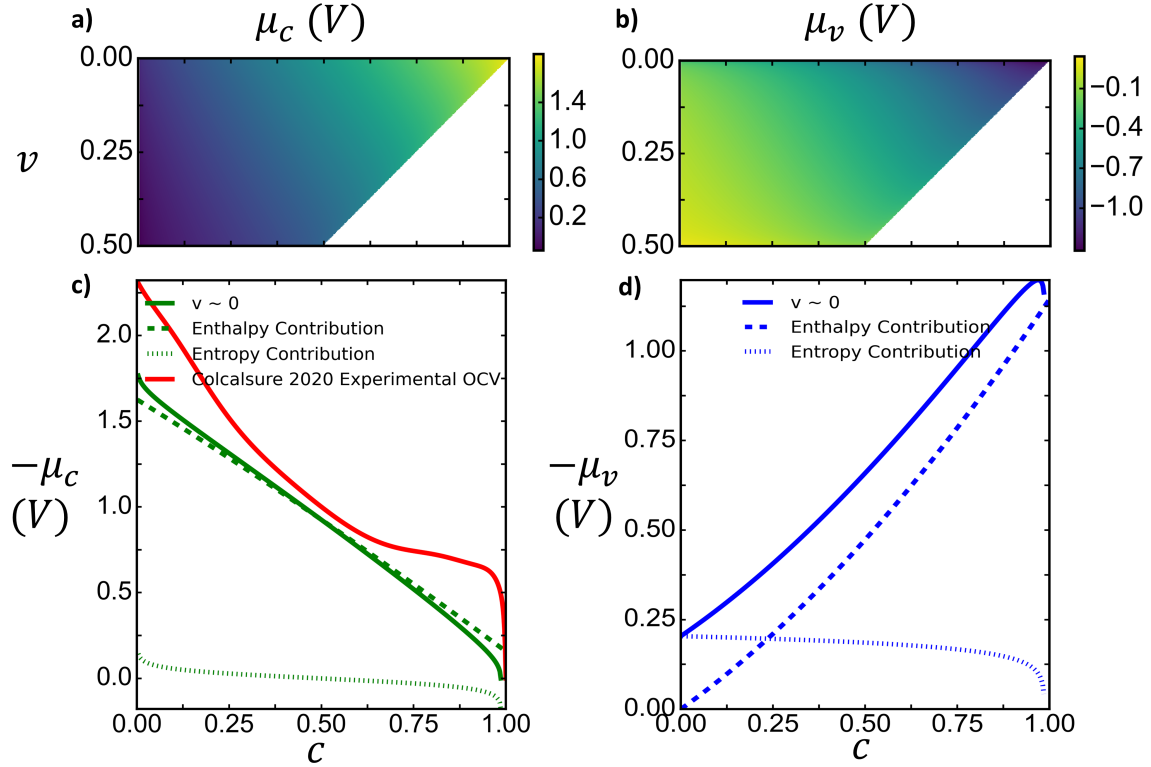 a) μc (V)
b) μv (V)
0.00
0.25
0.50
v
1.4
1.0
0.6
0.2
0.00
0.25
0.50
−0.1
−0.4
−0.7
−1.0
c)
v ~ 0
Enthalpy Contribution
Entropy Contribution
Colcalsure 2020 Experimental OCV
2.0
1.5
1.0
0.5
0.0
−μc
(V)
0.00 0.25 0.50 0.75 1.00
c
d)
v ~ 0
Enthalpy Contribution
Entropy Contribution
1.00
0.75
0.50
0.25
0.00
−μv
(V)
0.00 0.25 0.50 0.75 1.00
c